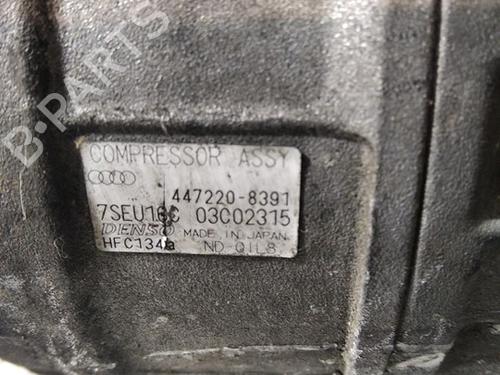 B-PARTS
COMPRESSOR ASSY
447220-8391
7SEU16C 03C02315
DENSO MADE IN JAPAN
HFC134a ND-OIL8